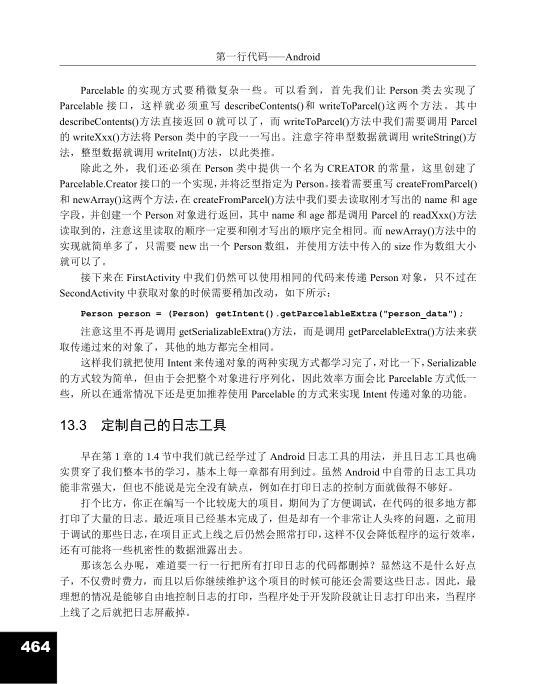 第一行代码——Android
Parcelable 的实现方式要稍微复杂一些。可以看到，首先我们让 Person 类去实现了
Parcelable 接口，这样就必须重写 describeContents()和 writeToParcel()这两个方法。其中
describeContents()方法直接返回 0 就可以了，而 writeToParcel()方法中我们需要调用 Parcel
的 writeXxx()方法将 Person 类中的字段一一写出。注意字符串型数据就调用 writeString()方
法，整型数据就调用 writeInt()方法，以此类推。
除此之外，我们还必须在 Person 类中提供一个名为 CREATOR 的常量，这里创建了
Parcelable.Creator 接口的一个实现，并将泛型指定为 Person。接着需要重写 createFromParcel()
和 newArray()这两个方法，在 createFromParcel()方法中我们要去读取刚才写出的 name 和 age
字段，并创建一个 Person 对象进行返回，其中 name 和 age 都是调用 Parcel 的 readXxx()方法
读取到的，注意这里读取的顺序一定要和刚才写出的顺序完全相同。而 newArray()方法中的
实现就简单多了，只需要 new 出一个 Person 数组，并使用方法中传入的 size 作为数组大小
就可以了。
接下来在 FirstActivity 中我们仍然可以使用相同的代码来传递 Person 对象，只不过在
SecondActivity 中获取对象的时候需要稍加改动，如下所示：
Person person = (Person) getIntent().getParcelableExtra("person_data");
注意这里不再是调用 getSerializableExtra()方法，而是调用 getParcelableExtra()方法来获
取传递过来的对象了，其他的地方都完全相同。
这样我们就把使用 Intent 来传递对象的两种实现方式都学习完了，对比一下，Serializable
的方式较为简单，但由于会把整个对象进行序列化，因此效率方面会比 Parcelable 方式低一
些，所以在通常情况下还是更加推荐使用 Parcelable 的方式来实现 Intent 传递对象的功能。
13.3 定制自己的日志工具
早在第 1 章的 1.4 节中我们就已经学过了 Android 日志工具的用法，并且日志工具也确
实贯穿了我们整本书的学习，基本上每一章都有用到过。虽然 Android 中自带的日志工具功
能非常强大，但也不能说是完全没有缺点，例如在打印日志的控制方面就做得不够好。
打个比方，你正在编写一个比较庞大的项目，期间为了方便调试，在代码的很多地方都
打印了大量的日志。最近项目已经基本完成了，但是却有一个非常让人头疼的问题，之前用
于调试的那些日志，在项目正式上线之后仍然会照常打印，这样不仅会降低程序的运行效率，
还有可能将一些机密性的数据泄露出去。
那该怎么办呢，难道要一行一行把所有打印日志的代码都删掉？显然这不是什么好点
子，不仅费时费力，而且以后你继续维护这个项目的时候可能还会需要这些日志。因此，最
理想的情况是能够自由地控制日志的打印，当程序处于开发阶段就让日志打印出来，当程序
上线了之后就把日志屏蔽掉。
464